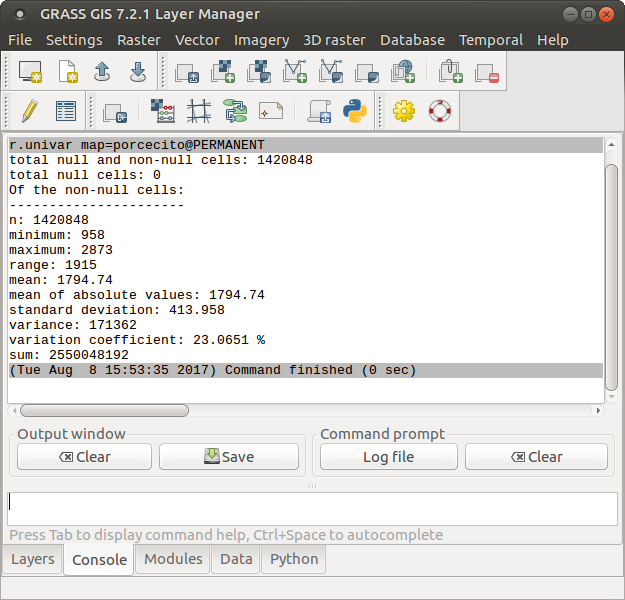 GRASS GIS 7.2.1 Layer Manager
File Settings Raster Vector Imagery 3D raster Database Temporal Help
r.univar map=porcecito@PERMANENT
total null and non-null cells: 1420848
total null cells: 0
Of the non-null cells:
----------------------
n: 1420848
minimum: 958
maximum: 2873
range: 1915
mean: 1794.74
mean of absolute values: 1794.74
standard deviation: 413.958
variance: 171362
variation coefficient: 23.0651 %
sum: 2550048192
(Tue Aug  8 15:53:35 2017) Command finished (0 sec)
Output window Command prompt
Clear Save Log file Clear
Press Tab to display command help, Ctrl+Space to autocomplete
Layers Console Modules Data Python